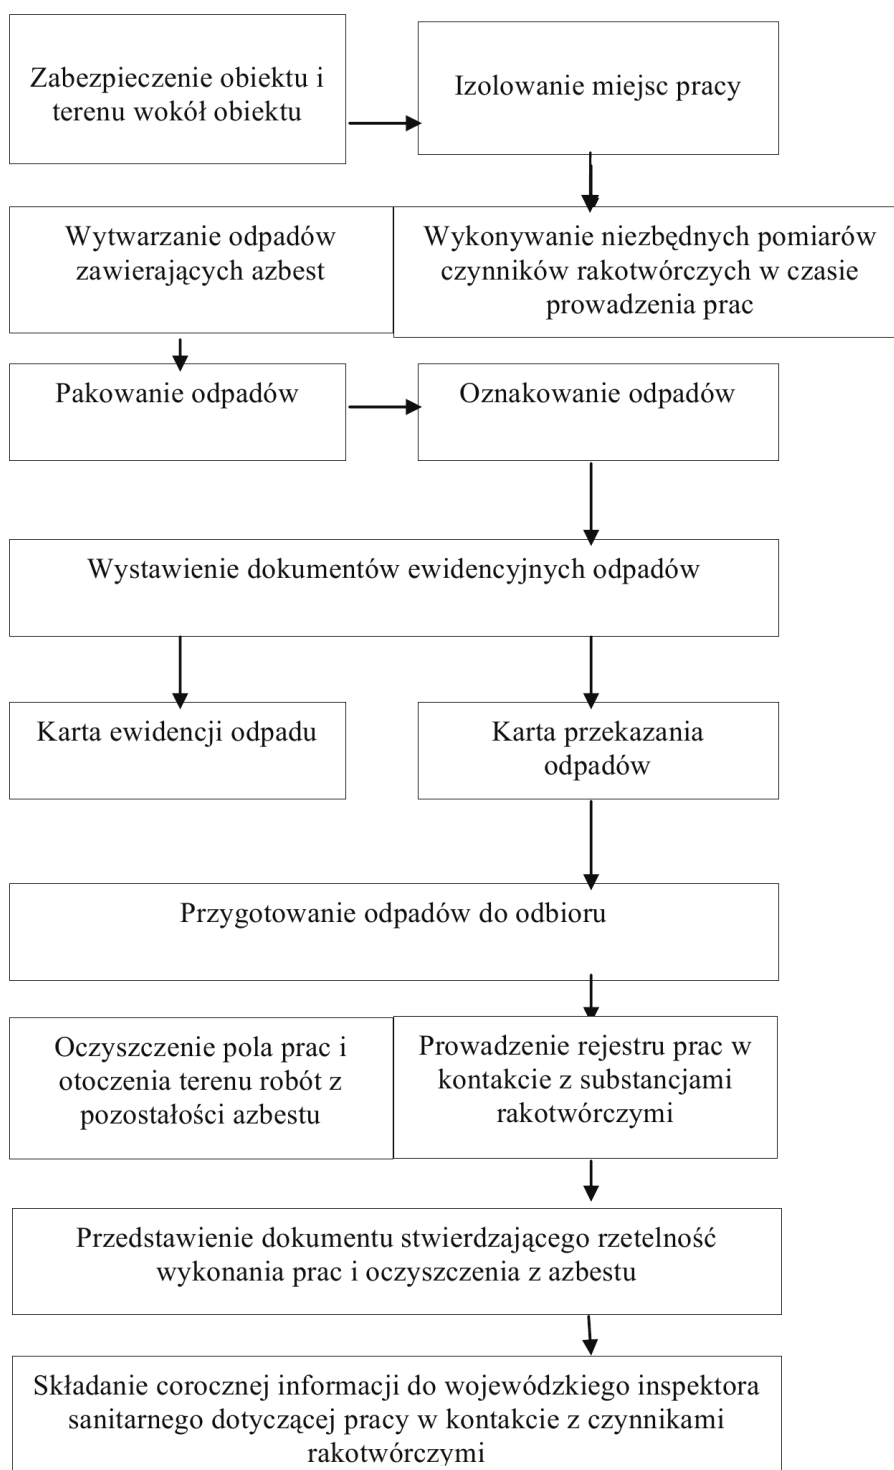 Zabezpieczenie obiektu i
terenu wokół obiektu
Izolowanie miejsc pracy
Wytwarzanie odpadów
zawierających azbest
Wykonywanie niezbędnych pomiarów
czynników rakotwórczych w czasie
prowadzenia prac
Pakowanie odpadów
Oznakowanie odpadów
Wystawienie dokumentów ewidencyjnych odpadów
Karta ewidencji odpadu
Karta przekazania
odpadów
Przygotowanie odpadów do odbioru
Oczyszczenie pola prac i
otoczenia terenu robót z
pozostałości azbestu
Prowadzenie rejestru prac w
kontakcie z substancjami
rakotwórczymi
Przedstawienie dokumentu stwierdzającego rzetelność
wykonania prac i oczyszczenia z azbestu
Składanie corocznej informacji do wojewódzkiego inspektora
sanitarnego dotyczącej pracy w kontakcie z czynnikami
rakotwórczymi